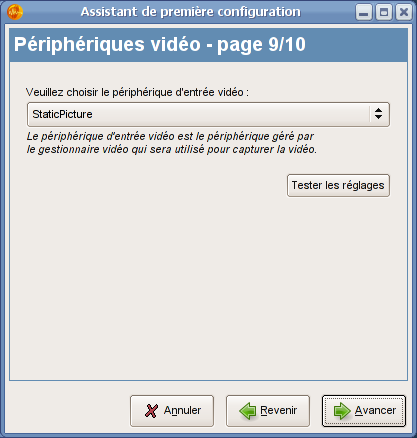 Assistant de première configuration
Périphériques vidéo - page 9/10
Veuillez choisir le périphérique d'entrée vidéo :
StaticPicture
Le périphérique d'entrée vidéo est le périphérique géré par
le gestionnaire vidéo qui sera utilisé pour capturer la vidéo.
Tester les réglages
Annuler
Revenir
Avancer